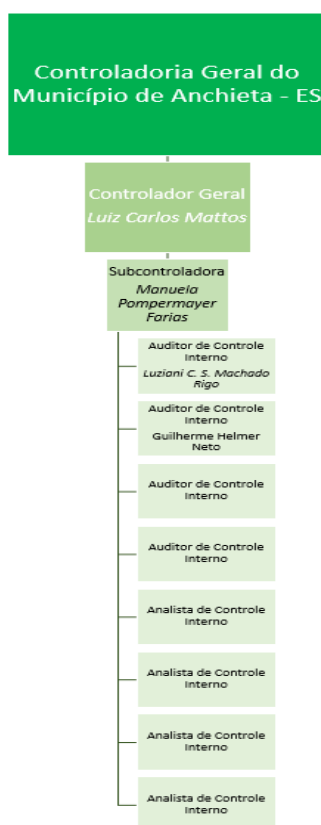 Controladoria Geral do
Município de Anchieta - ES
Controlador Geral
Luiz Carlos Mattos
Subcontroladora
Manuela
Pompermayer
Farias
Auditor de Controle
Interno
Luziani C. S. Machado
Rigo
Auditor de Controle
Interno
Guilherme Helmer
Neto
Auditor de Controle
Interno
Auditor de Controle
Interno
Analista de Controle
Interno
Analista de Controle
Interno
Analista de Controle
Interno
Analista de Controle
Interno